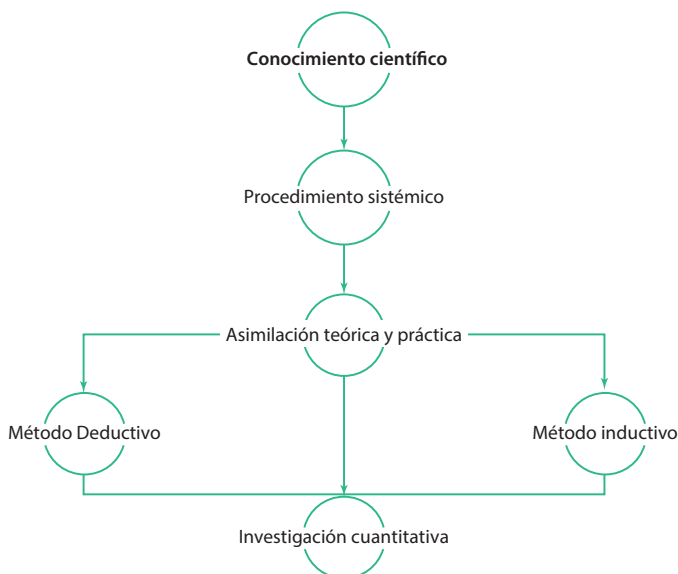 Conocimiento científico
Procedimiento sistémico
Asimilación teórica y práctica
Método Deductivo
Método inductivo
Investigación cuantitativa